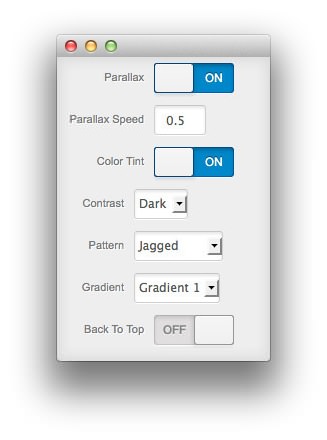 Parallax ON
Parallax Speed 0.5
Color Tint ON
Contrast Dark
Pattern Jagged
Gradient Gradient 1
Back To Top OFF